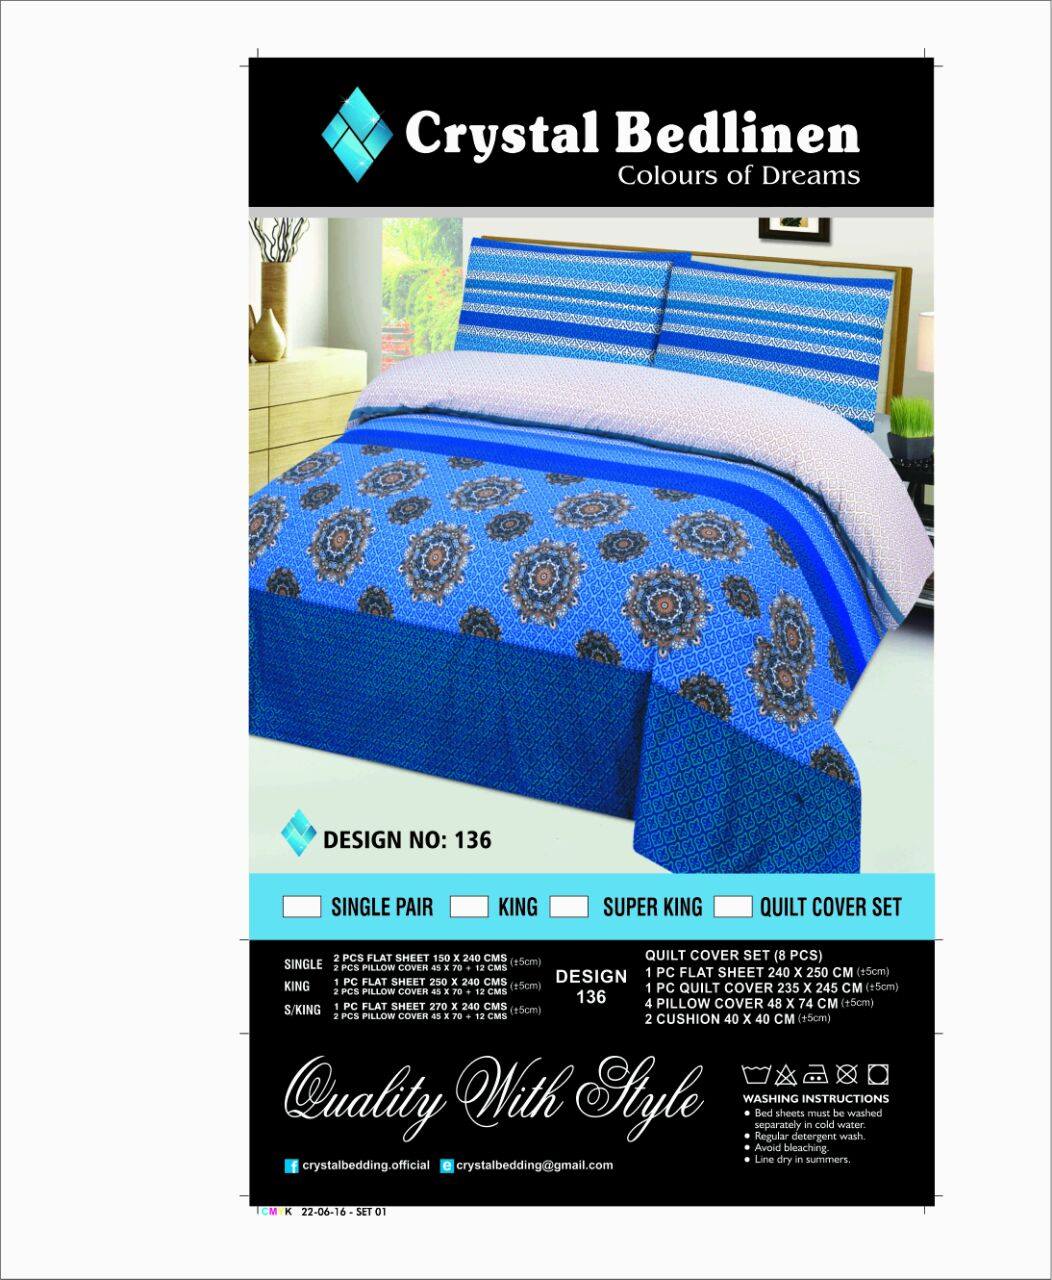 Crystal Bedlinen
Colours of Dreams
DESIGN NO: 136
SINGLE PAIR KING SUPER KING QUILT COVER SET
SINGLE 2 PCS FLAT SHEET 150 X 240 CMS (±5cm)
2 PCS PILLOW COVER 45 X 70 + 12 CMS
KING 1 PC FLAT SHEET 250 X 240 CMS (±5cm)
2 PCS PILLOW COVER 45 X 70 + 12 CMS
S/KING 1 PC FLAT SHEET 270 X 240 CMS (±5cm)
2 PCS PILLOW COVER 45 X 70 + 12 CMS
DESIGN
136
QUILT COVER SET (8 PCS)
1 PC FLAT SHEET 240 X 250 CM (±5cm)
1 PC QUILT COVER 235 X 245 CM (±5cm)
4 PILLOW COVER 48 X 74 CM (±5cm)
2 CUSHION 40 X 40 CM (±5cm)
Quality With Style
WASHING INSTRUCTIONS
• Bed sheets must be washed
separately in cold water.
• Regular detergent wash.
• Avoid bleaching.
• Line dry in summers.
f crystalbedding.official e crystalbedding@gmail.com
CMYK 22-06-16 - SET 01